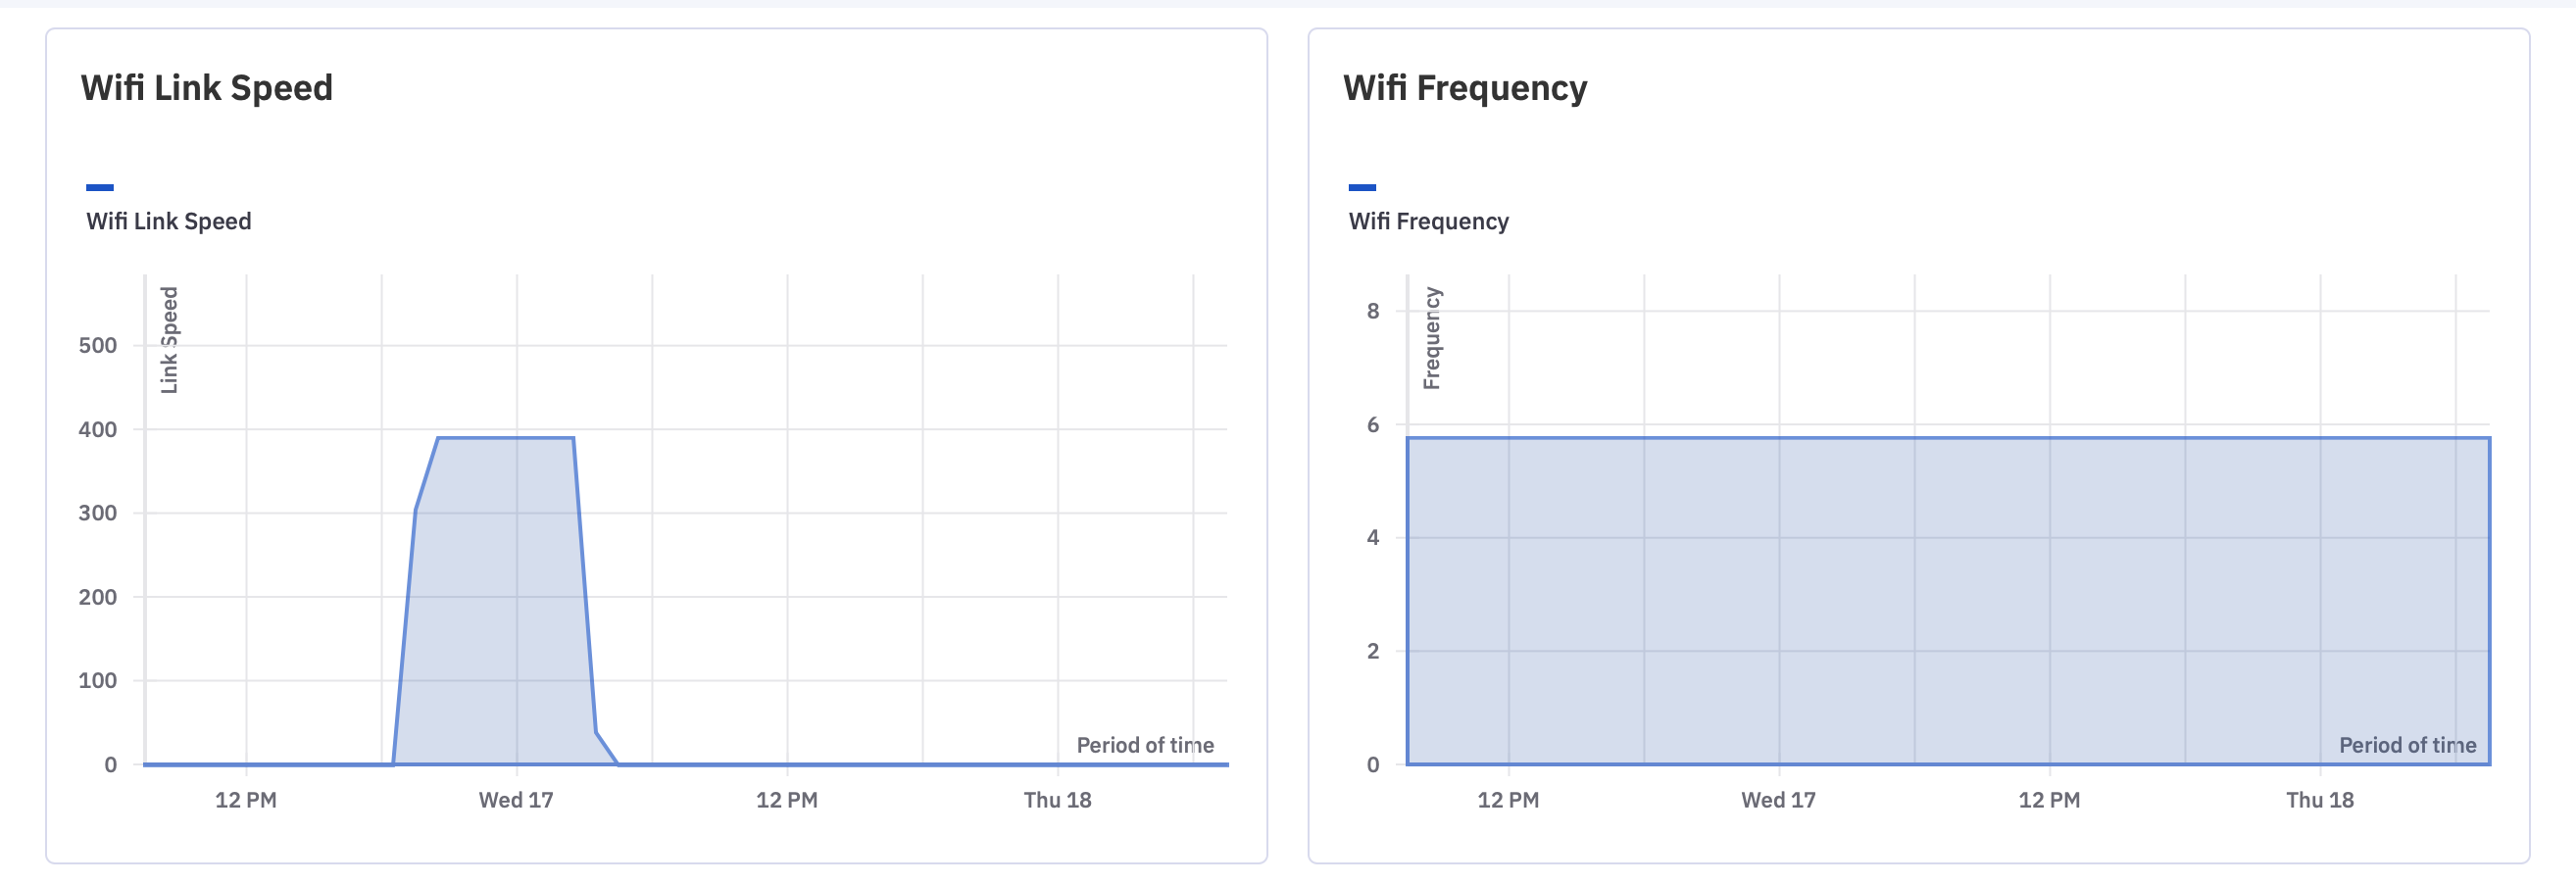 Wifi Link Speed
Wifi Link Speed
Link Speed
500
400
300
200
100
0
Period of time
12 PM
Wed 17
12 PM
Thu 18
Wifi Frequency
Wifi Frequency
Frequency
8
6
4
2
0
Period of time
12 PM
Wed 17
12 PM
Thu 18